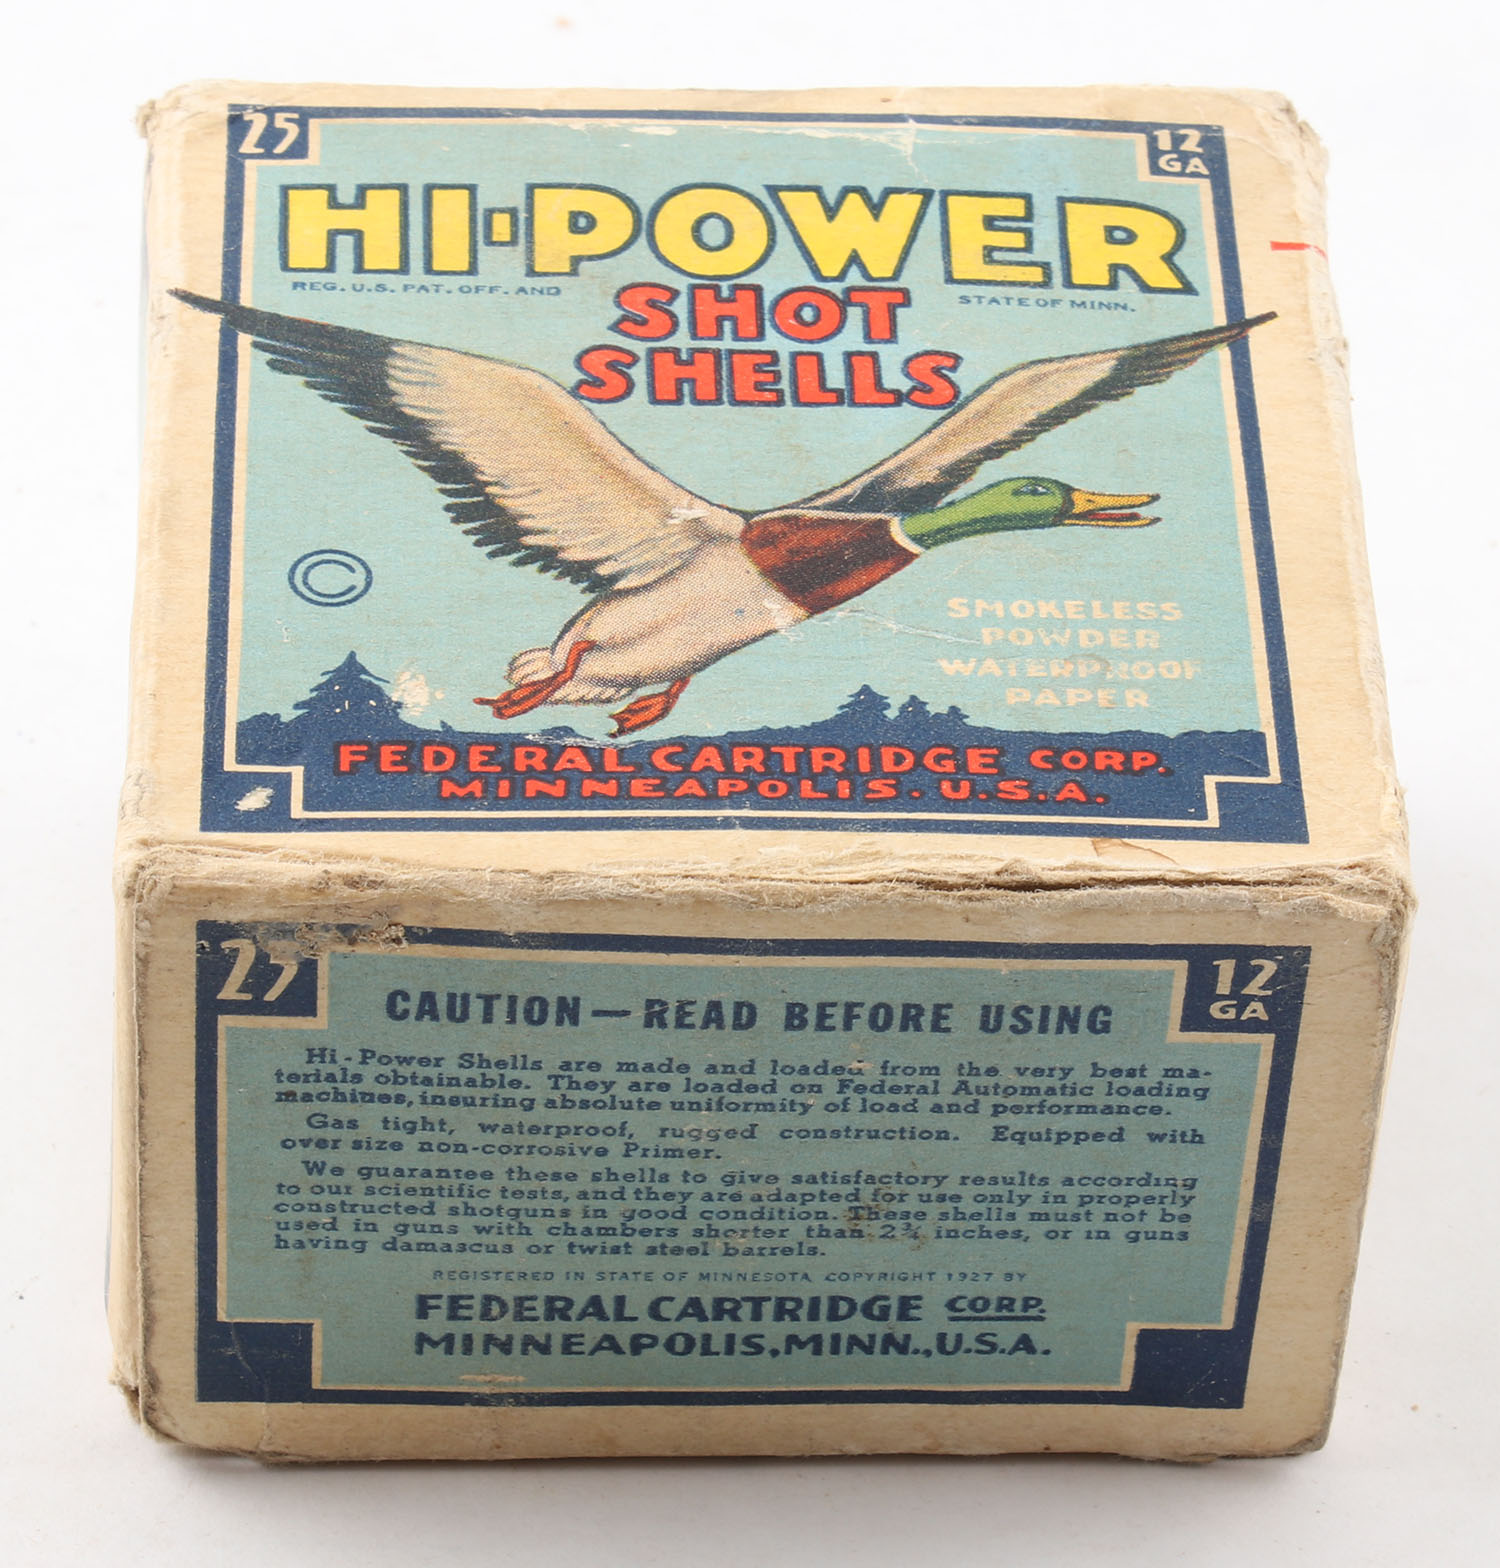 25
12
GA
HI-POWER
REG. U.S. PAT. OFF. AND
STATE OF MINN.
SHOT
SHELLS
©
SMOKELESS
POWDER
WATERPROOF
PAPER
FEDERAL CARTRIDGE CORP.
MINNEAPOLIS. U.S.A.
25
12
GA
CAUTION—READ BEFORE USING
Hi-Power Shells are made and loaded from the very best ma-
terials obtainable. They are loaded on Federal Automatic loading
machines, insuring absolute uniformity of load and performance.
Gas tight, waterproof, rugged construction. Equipped with
over size non-corrosive Primer.
We guarantee these shells to give satisfactory results according
to our scientific tests, and they are adapted for use only in properly
constructed shotguns in good condition. These shells must not be
used in guns with chambers shorter than 2¾ inches, or in guns
having damascus or twist steel barrels.
REGISTERED IN STATE OF MINNESOTA COPYRIGHT 1927 BY
FEDERAL CARTRIDGE CORP.
MINNEAPOLIS, MINN., U.S.A.